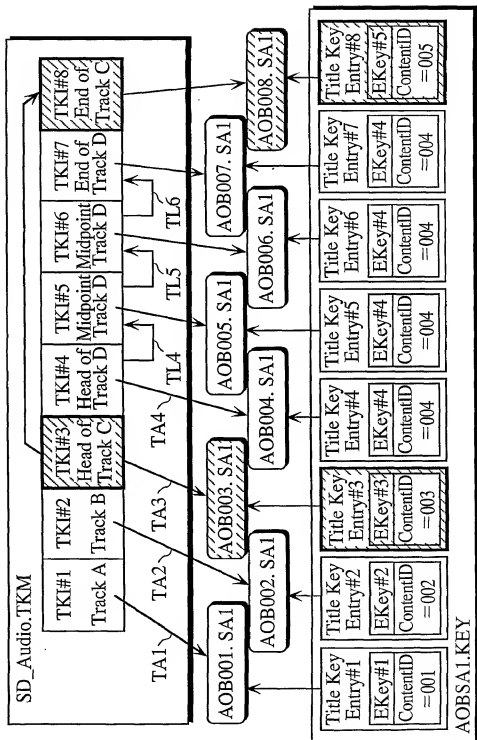 SD_Audio.TKM
TKI#1
Track A
TKI#2
Track B
TKI#3
Head of
Track C
TKI#4
Head of
Track D
TKI#5
Midpoint
Track D
TKI#6
Midpoint
Track D
TKI#7
End of
Track D
TKI#8
End of
Track C
TA1
TA2
TA3
TA4
TL4
TL5
TL6
AOB001. SA1
AOB002. SA1
AOB003. SA1
AOB004. SA1
AOB005. SA1
AOB006. SA1
AOB007. SA1
AOB008. SA1
Title Key
Entry#1
EKey#1
ContentID
=001
Title Key
Entry#2
EKey#2
ContentID
=002
Title Key
Entry#3
EKey#3
ContentID
=003
Title Key
Entry#4
EKey#4
ContentID
=004
Title Key
Entry#5
EKey#4
ContentID
=004
Title Key
Entry#6
EKey#4
ContentID
=004
Title Key
Entry#7
EKey#4
ContentID
=004
Title Key
Entry#8
EKey#5
ContentID
=005
AOBSA1.KEY